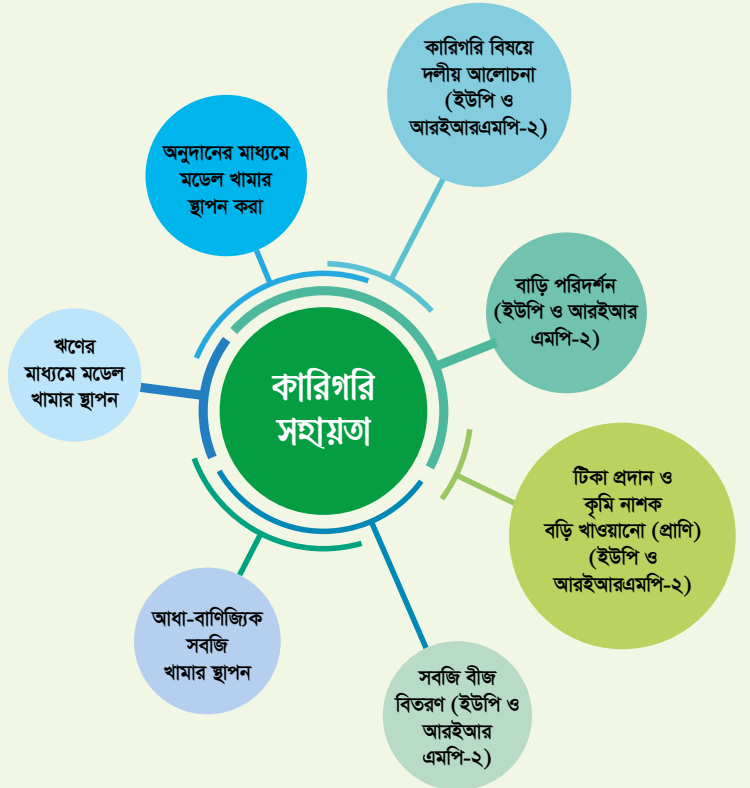 কারিগরি বিষয়ে
দলীয় আলোচনা
(ইউপি ও
আরইআরএমপি-২)
অনুদানের মাধ্যমে
মডেল খামার
স্থাপন করা
বাড়ি পরিদর্শন
(ইউপি ও আরইআর
এমপি-২)
ঋণের
মাধ্যমে মডেল
খামার স্থাপন
কারিগরি
সহায়তা
টিকা প্রদান ও
কৃমি নাশক
বড়ি খাওয়ানো (প্রাণি)
(ইউপি ও
আরইআরএমপি-২)
আধা-বাণিজ্যিক
সবজি
খামার স্থাপন
সবজি বীজ
বিতরণ (ইউপি ও
আরইআর
এমপি-২)